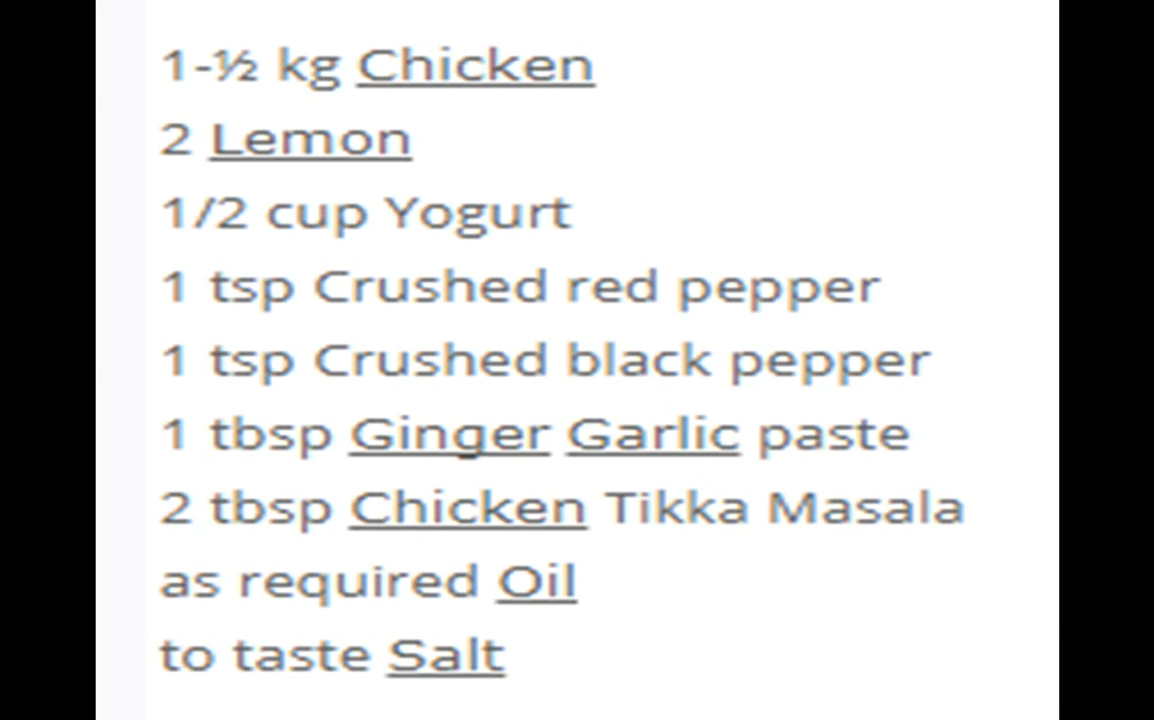 1-½ kg Chicken
2 Lemon
1/2 cup Yogurt
1 tsp Crushed red pepper
1 tsp Crushed black pepper
1 tbsp Ginger Garlic paste
2 tbsp Chicken Tikka Masala
as required Oil
to taste Salt